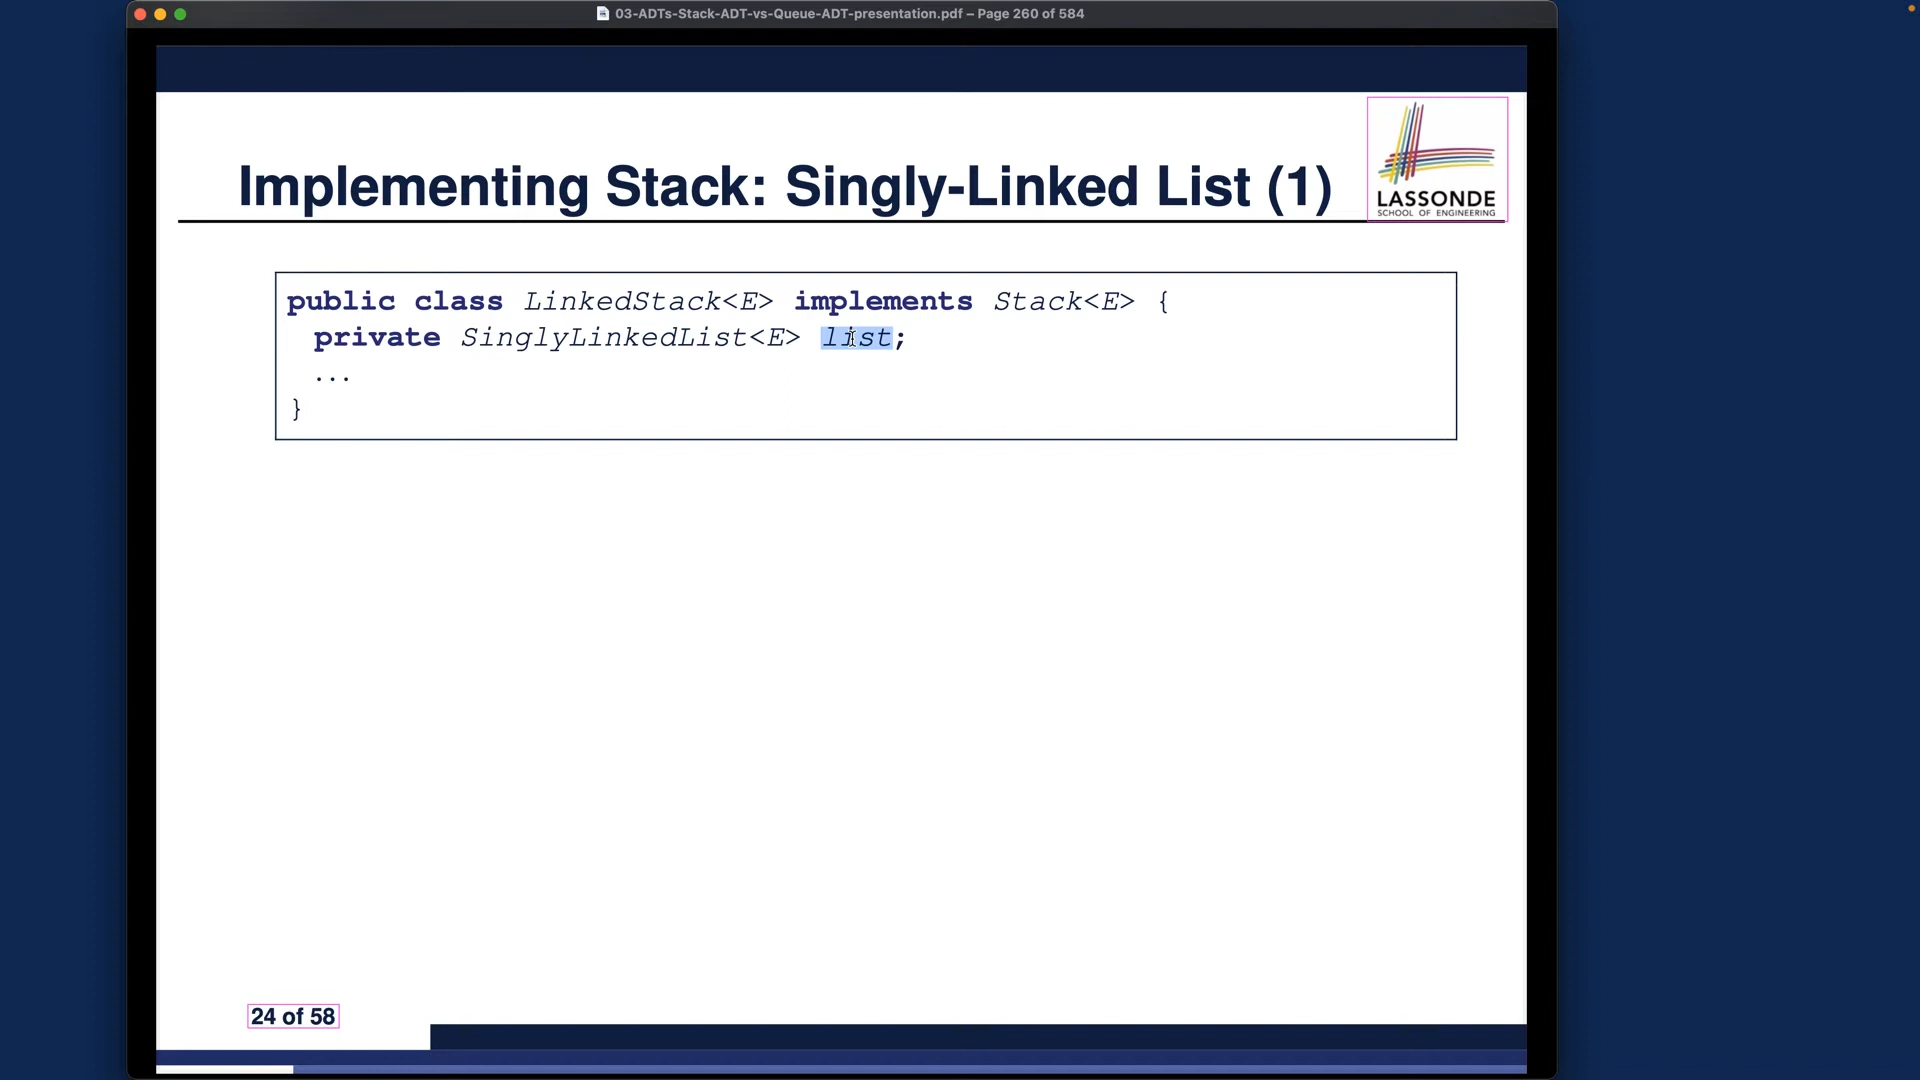 03-ADTs-Stack-ADT-vs-Queue-ADT-presentation.pdf – Page 260 of 584
Implementing Stack: Singly-Linked List (1)
LASSONDE
SCHOOL OF ENGINEERING
public class LinkedStack<E> implements Stack<E> {
private SinglyLinkedList<E> list;
...
}
24 of 58